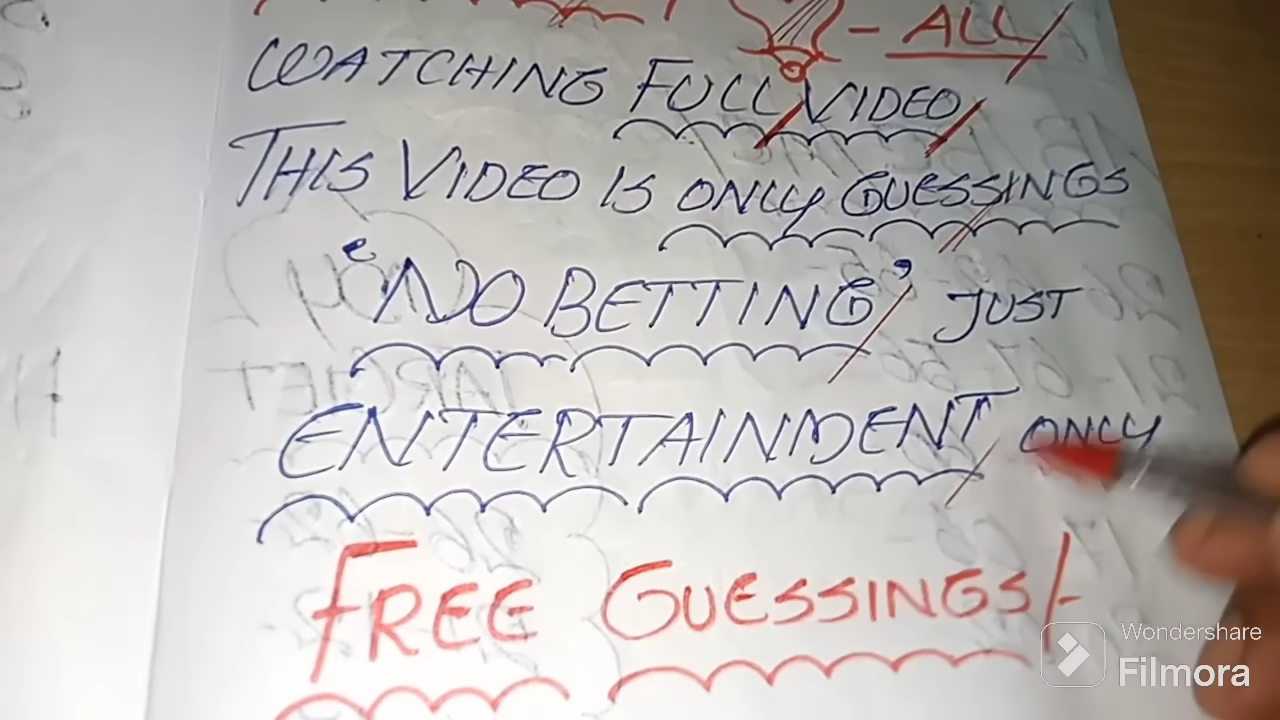 - ALL/
WATCHING FULL VIDEO
THIS VIDEO IS ONLY GUESSINGS
"NO BETTING" JUST
ENTERTAINMENT ONLY
FREE GUESSINGS/-
Wondershare
Filmora